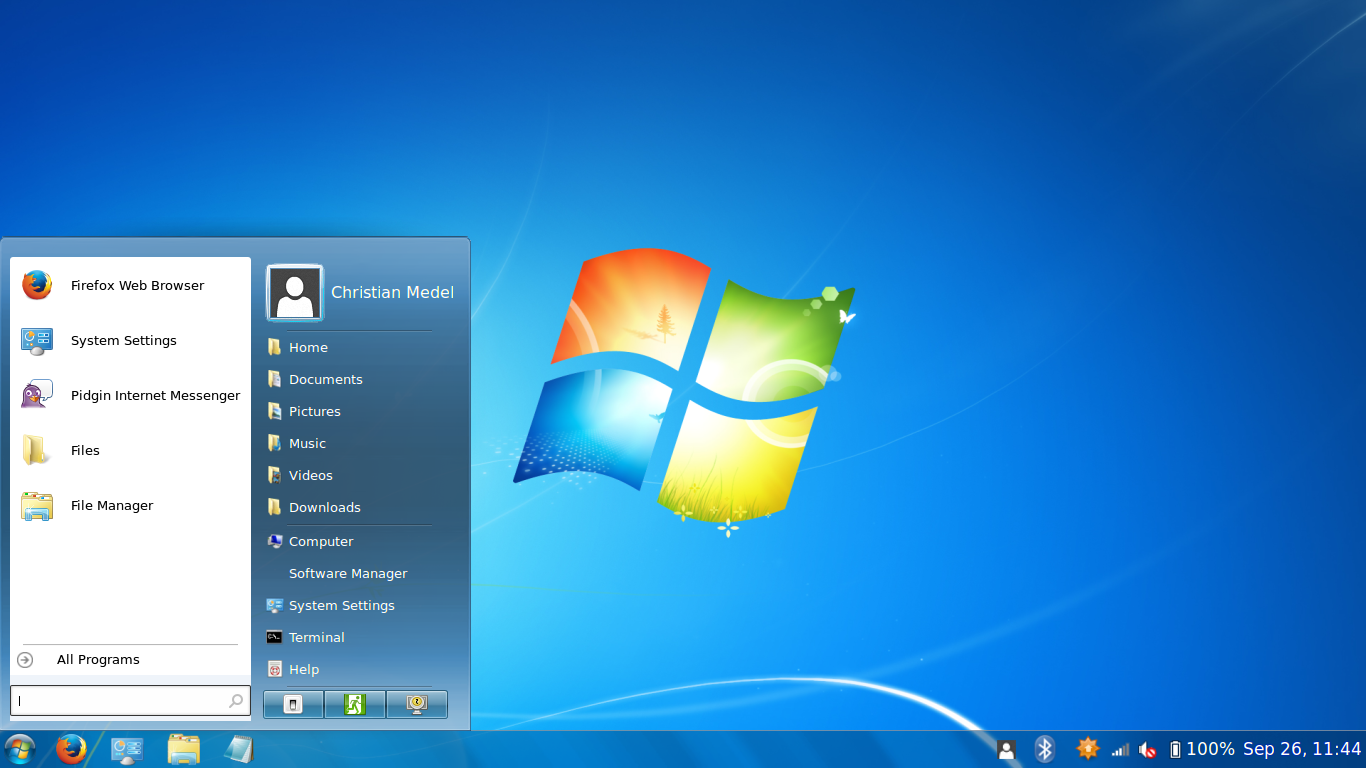 Firefox Web Browser
System Settings
Pidgin Internet Messenger
Files
File Manager
All Programs
Christian Medel
Home
Documents
Pictures
Music
Videos
Downloads
Computer
Software Manager
System Settings
Terminal
Help
100% Sep 26, 11:44